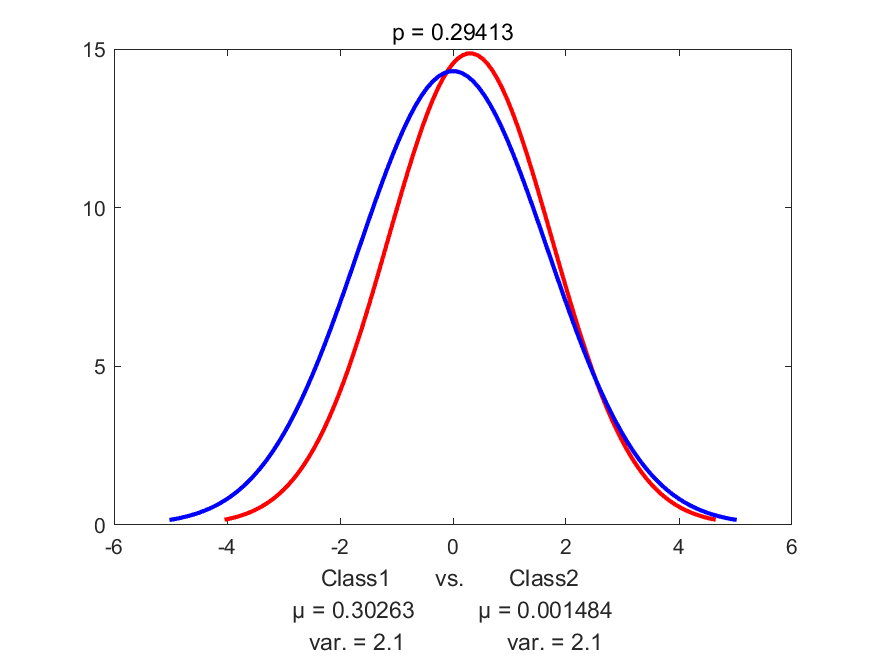 p = 0.29413
15
10
5
0
-6 -4 -2 0 2 4 6
Class1 vs. Class2
μ = 0.30263 μ = 0.001484
var. = 2.1 var. = 2.1